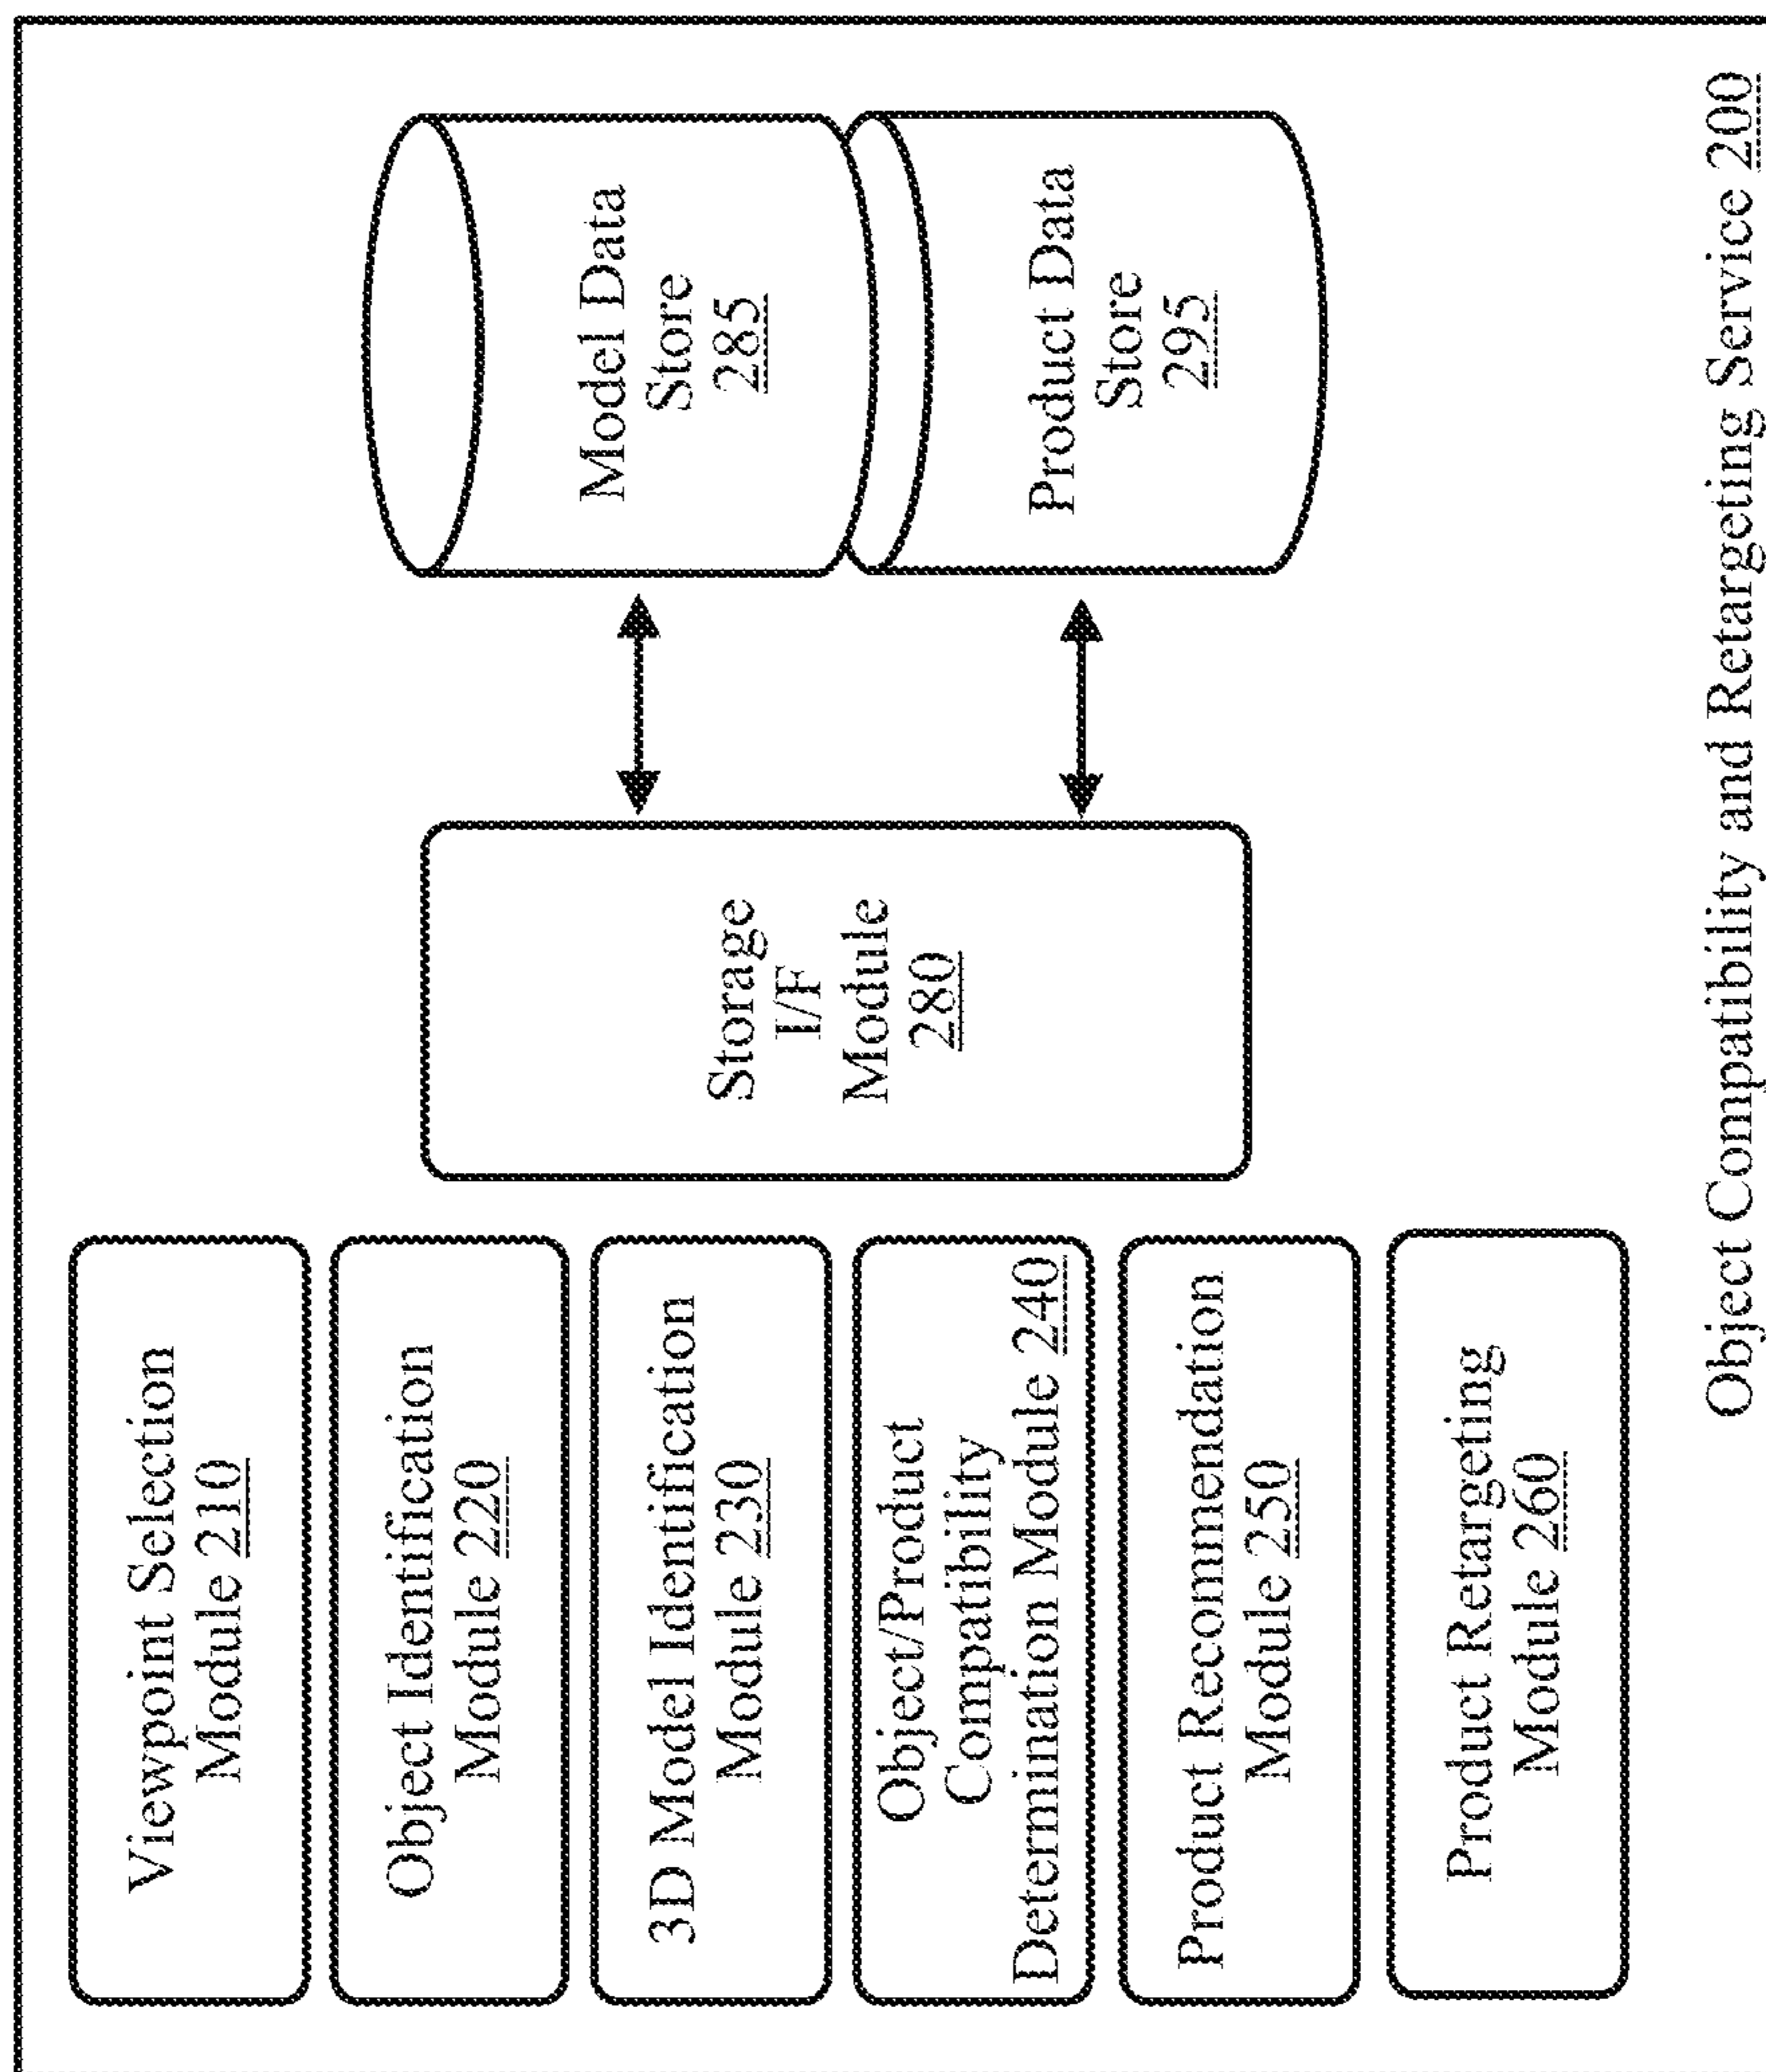 Viewpoint Selection
Module 210
Object Identification
Module 220
3D Model Identification
Module 230
Object/Product
Compatibility
Determination Module 240
Product Recommendation
Module 250
Product Retargeting
Module 260
Storage
I/F
Module
280
Model Data
Store
285
Product Data
Store
295
Object Compatibility and Retargeting Service 200